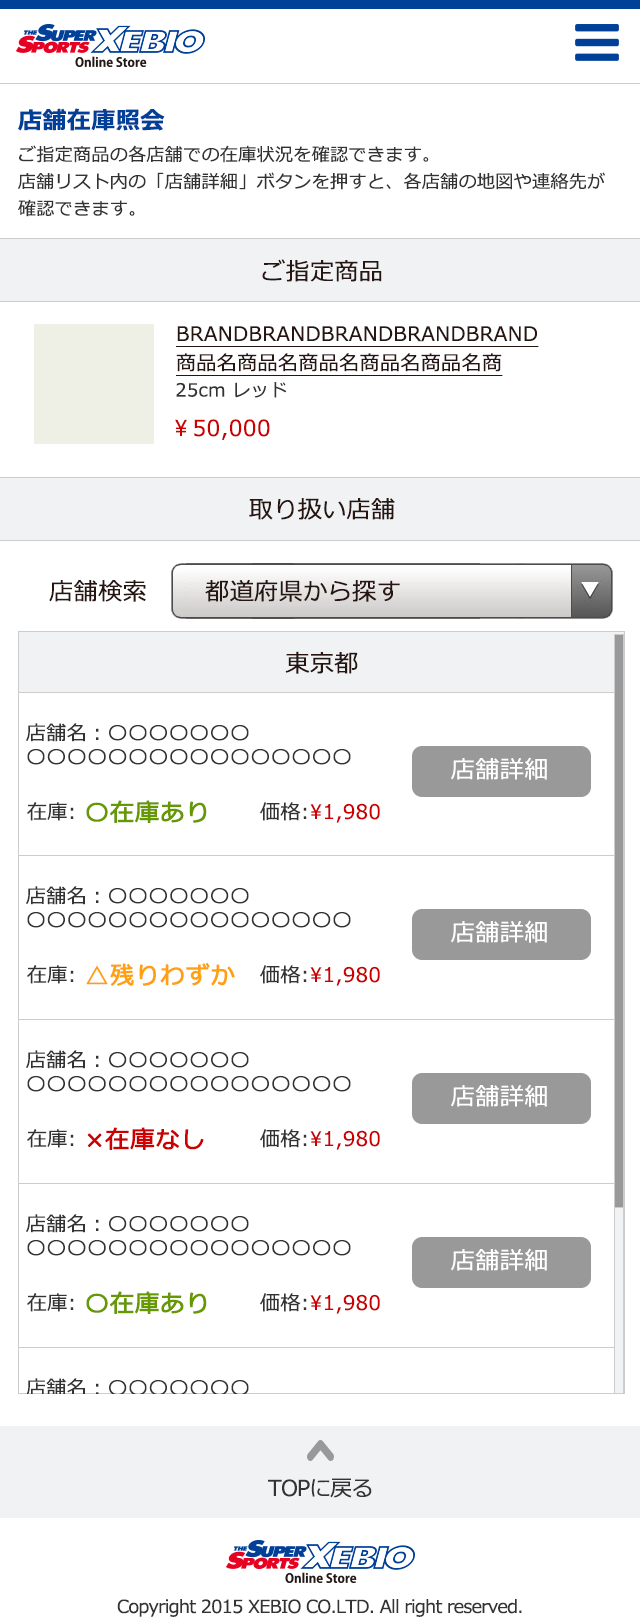 THE SUPER SPORTS XEBIO
Online Store
店舗在庫照会
ご指定商品の各店舗での在庫状況を確認できます。
店舗リスト内の「店舗詳細」ボタンを押すと、各店舗の地図や連絡先が
確認できます。
ご指定商品
BRANDBRANDBRANDBRANDBRAND
商品名商品名商品名商品名商品名商
25cm レッド
¥ 50,000
取り扱い店舗
店舗検索 都道府県から探す ▼
東京都
店舗名：〇〇〇〇〇〇〇
〇〇〇〇〇〇〇〇〇〇〇〇〇〇〇〇
店舗詳細
在庫: 〇在庫あり 価格:¥1,980
店舗名：〇〇〇〇〇〇〇
〇〇〇〇〇〇〇〇〇〇〇〇〇〇〇〇
店舗詳細
在庫: △残りわずか 価格:¥1,980
店舗名：〇〇〇〇〇〇〇
〇〇〇〇〇〇〇〇〇〇〇〇〇〇〇〇
店舗詳細
在庫: ×在庫なし 価格:¥1,980
店舗名：〇〇〇〇〇〇〇
〇〇〇〇〇〇〇〇〇〇〇〇〇〇〇〇
店舗詳細
在庫: 〇在庫あり 価格:¥1,980
店舗名：〇〇〇〇〇〇〇
TOPに戻る
THE SUPER SPORTS XEBIO
Online Store
Copyright 2015 XEBIO CO.LTD. All right reserved.